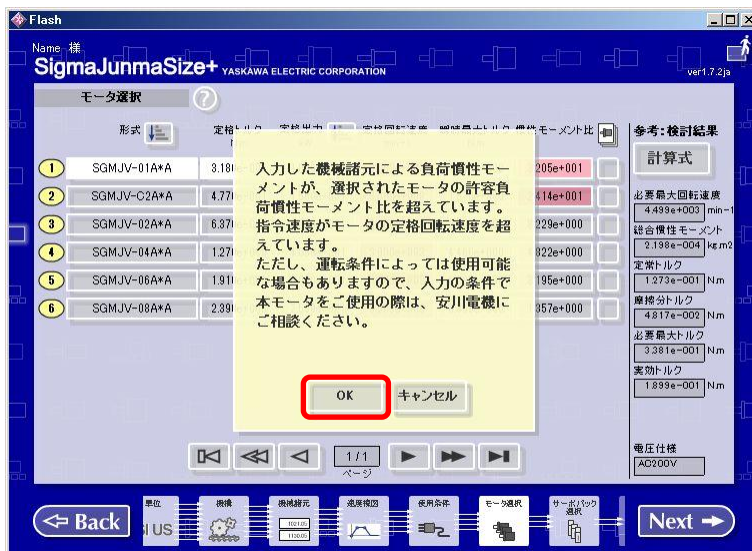 Flash
Name 様
SigmaJunmaSize+ YASKAWA ELECTRIC CORPORATION
ver1.7.2ja
モータ選択
?
形式
慣性モーメント比
参考:検討結果
計算式
1 SGMJV-01A*A 3.18 205e+001
2 SGMJV-C2A*A 4.77 414e+001
3 SGMJV-02A*A 6.37 229e+000
4 SGMJV-04A*A 1.27 822e+000
5 SGMJV-06A*A 1.91 195e+000
6 SGMJV-08A*A 2.39 357e+000
入力した機械諸元による負荷慣性モー
メントが、選択されたモータの許容負
荷慣性モーメント比を超えています。
指令速度がモータの定格回転速度を超
えています。
ただし、運転条件によっては使用可能
な場合もありますので、入力の条件で
本モータをご使用の際は、安川電機に
ご相談ください。
OK キャンセル
必要最大回転速度
4.499e+003 min-1
総合慣性モーメント
2.198e-004 kg.m2
定常トルク
1.273e-001 N.m
摩擦分トルク
4.817e-002 N.m
必要最大トルク
3.381e-001 N.m
実効トルク
1.899e-001 N.m
電圧仕様
AC200V
1/1
ページ
Back
単位
SI US
機構
機械諸元
速度線図
使用条件
モータ選択
サーボパック
選択
Next